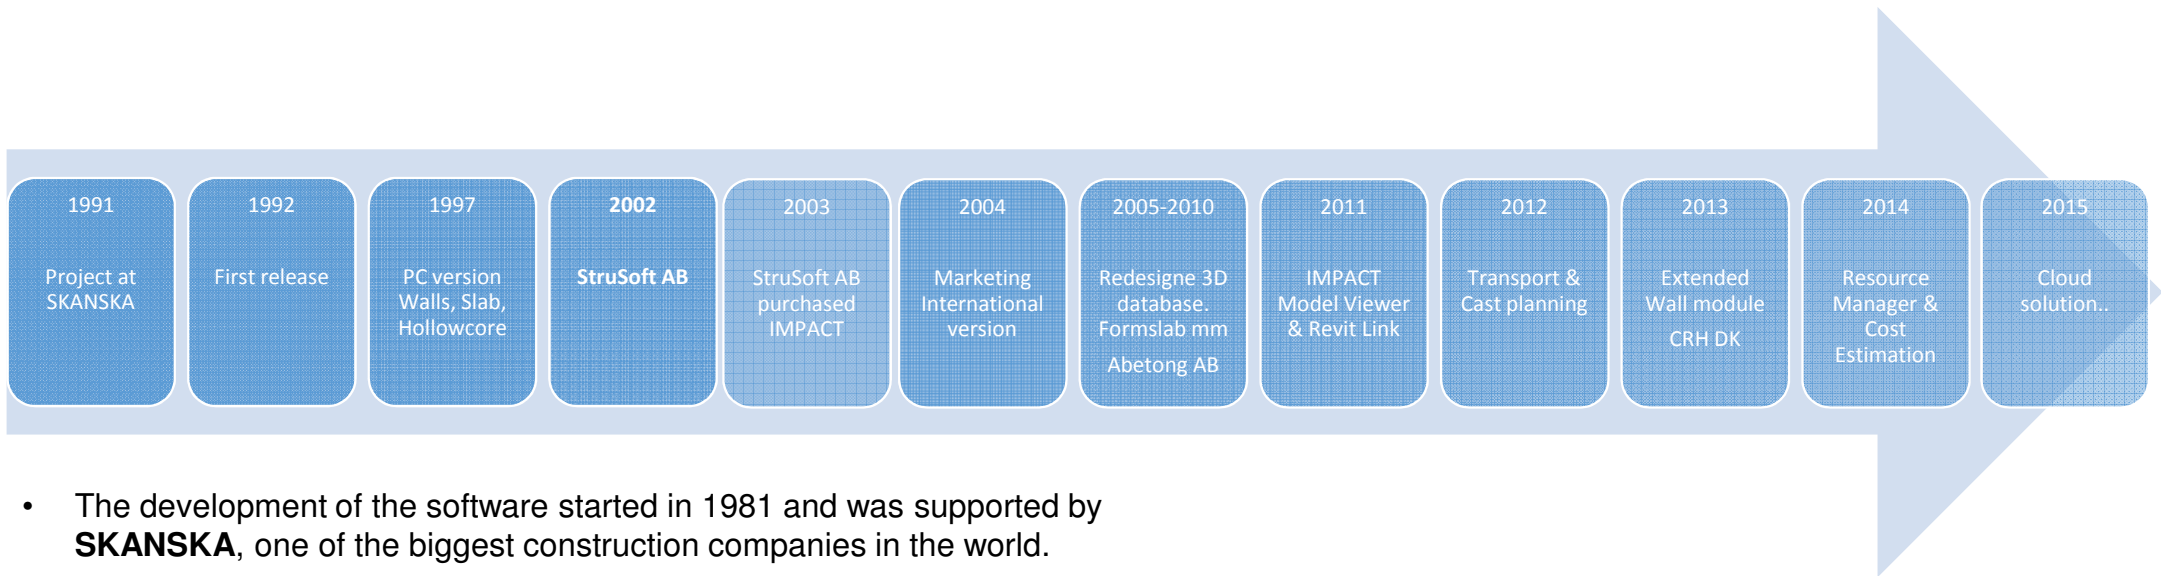 1991
Project at
SKANSKA
1992
First release
1997
PC version
Walls, Slab,
Hollowcore
2002
StruSoft AB
2003
StruSoft AB
purchased
IMPACT
2004
Marketing
International
version
2005-2010
Redesigne 3D
database.
Formslab mm
Abetong AB
2011
IMPACT
Model Viewer
& Revit Link
2012
Transport &
Cast planning
2013
Extended
Wall module
CRH DK
2014
Resource
Manager &
Cost
Estimation
2015
Cloud
solution..
• The development of the software started in 1981 and was supported by
SKANSKA, one of the biggest construction companies in the world.